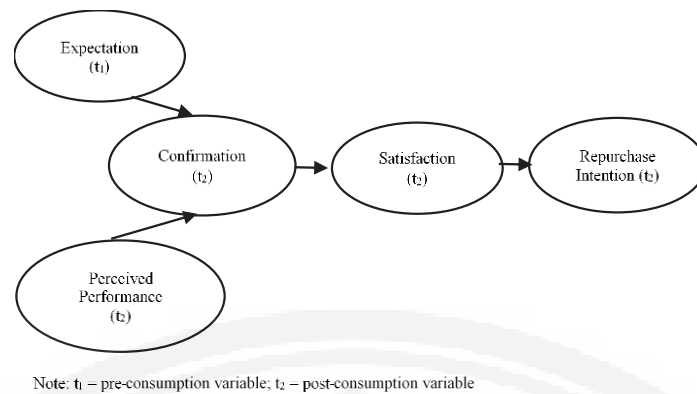 Expectation
(t₁)
Confirmation
(t₂)
Satisfaction
(t₂)
Repurchase
Intention (t₂)
Perceived
Performance
(t₂)
Note: t₁ – pre-consumption variable; t₂ – post-consumption variable